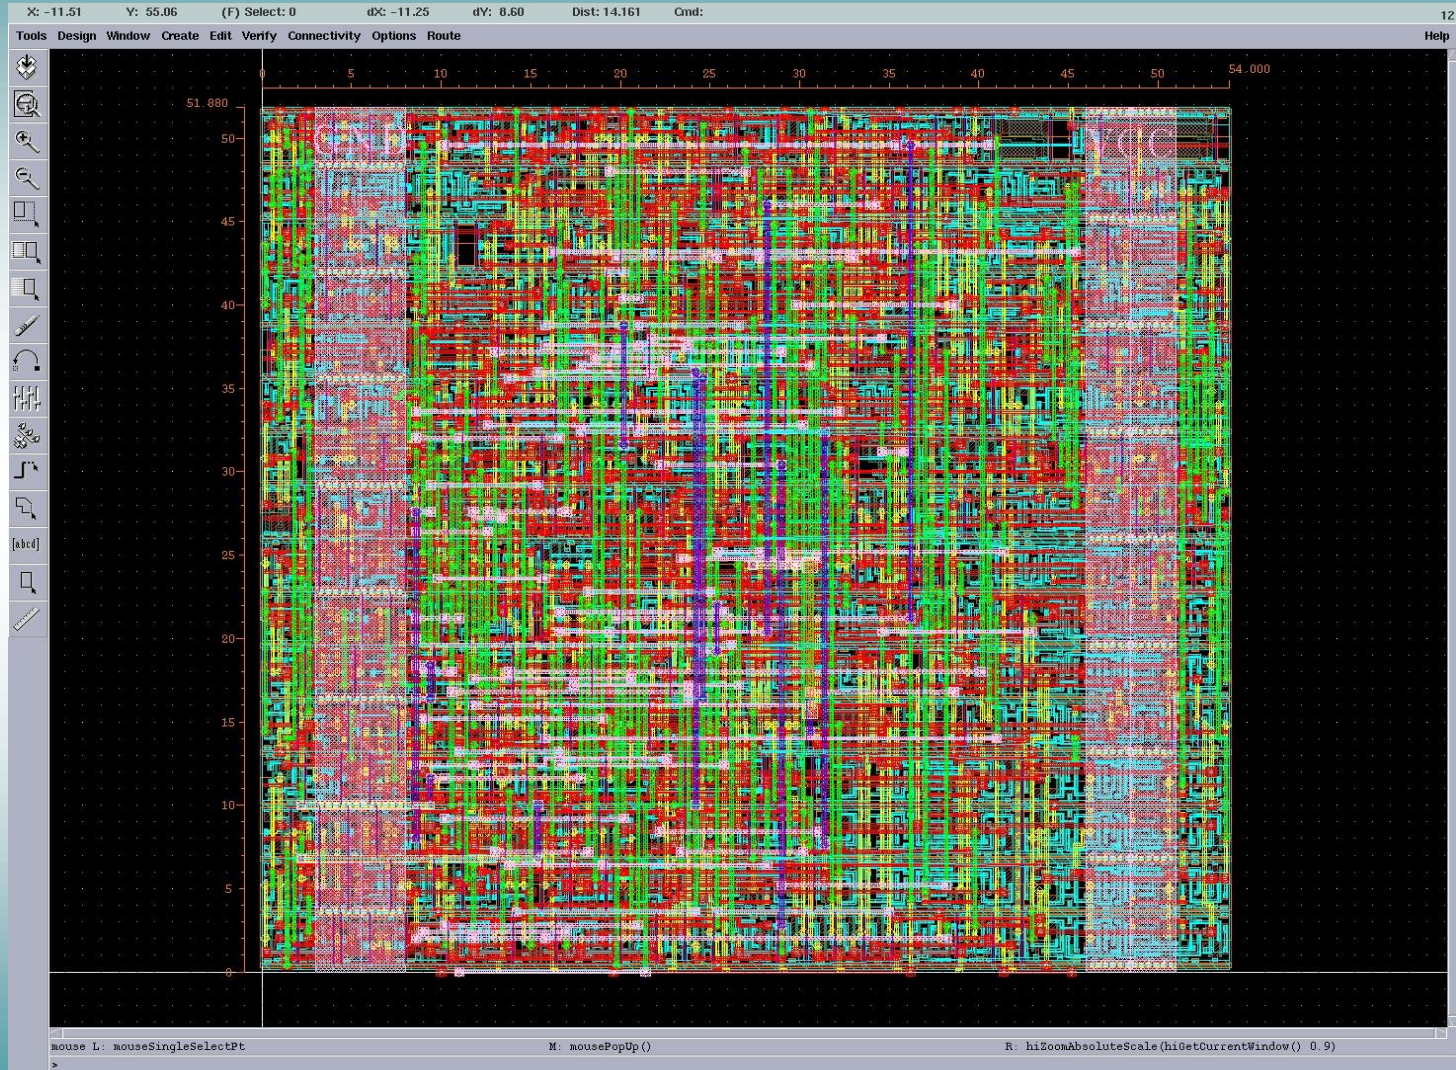 X: -11.51 Y: 55.06 (F) Select: 0 dX: -11.25 dY: 8.60 Dist: 14.161 Cmd: 12
Tools Design Window Create Edit Verify Connectivity Options Route Help
0 5 10 15 20 25 30 35 40 45 50 54.000
51.880
GND VCC
50
45
40
35
30
[abcd]
25
20
15
10
5
0
mouse L: mouseSingleSelectPt M: mousePopUp() R: hiZoomAbsoluteScale(hiGetCurrentWindow() 0.9)
>